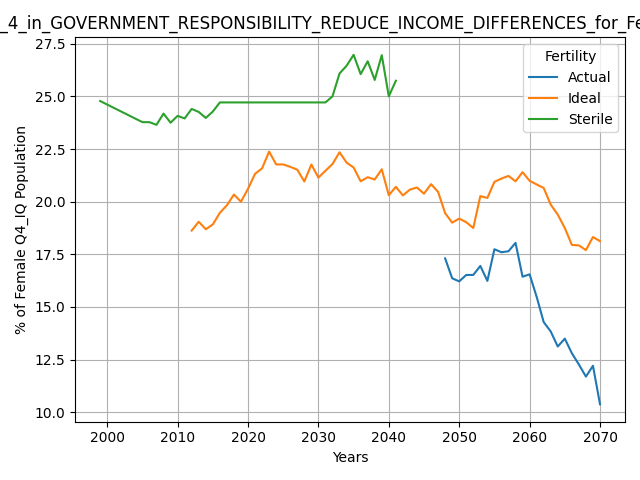 _4_in_GOVERNMENT_RESPONSIBILITY_REDUCE_INCOME_DIFFERENCES_for_Fe
27.5
25.0
22.5
20.0
17.5
15.0
12.5
10.0
% of Female Q4_IQ Population
Fertility
Actual
Ideal
Sterile
2000 2010 2020 2030 2040 2050 2060 2070
Years